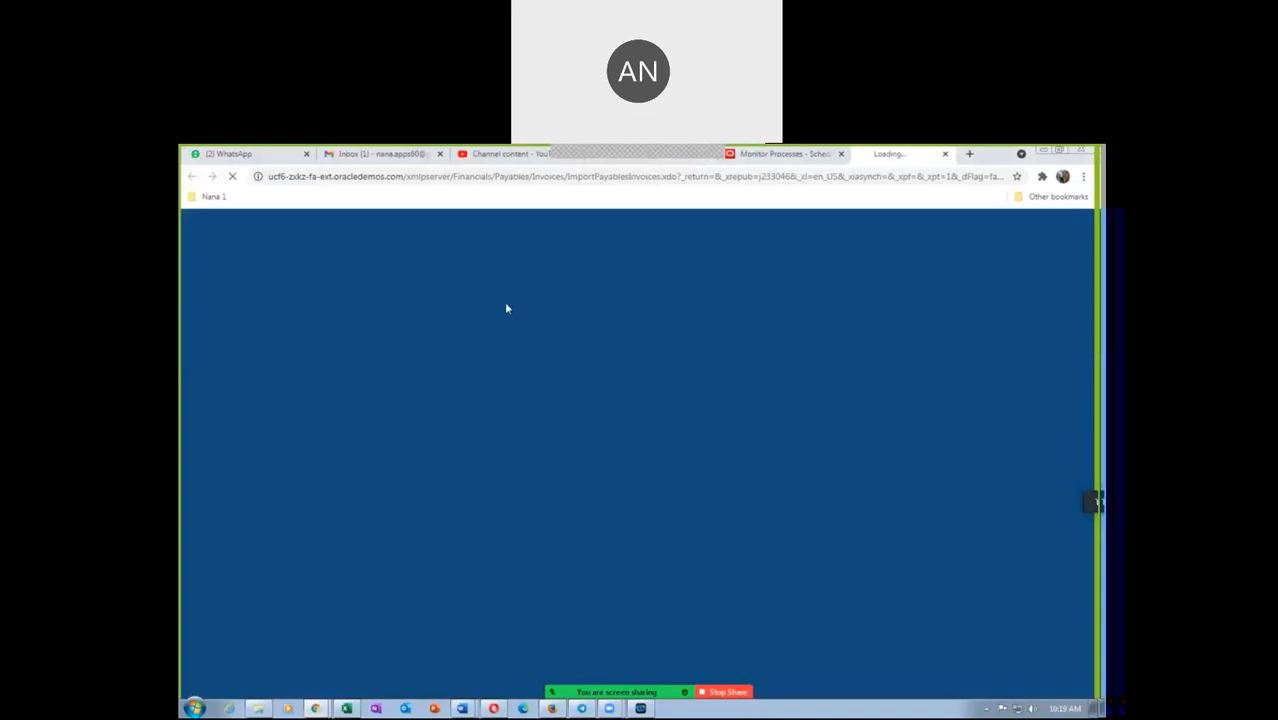 AN
(2) WhatsApp
Inbox (1) - nana.apps60@g
Channel content - YouT
Monitor Processes - Sched
Loading...
ucf6-zxkz-fa-ext.oracledemos.com/xmlpserver/Financials/Payables/Invoices/ImportPayablesInvoices.xdo?_return=&_xrepub=j233046&_xl=en_US&_xiasynch=&_xpf=&_xpt=1&_dFlag=fa...
Nana 1
Other bookmarks
You are screen sharing
Stop Share
10:19 AM